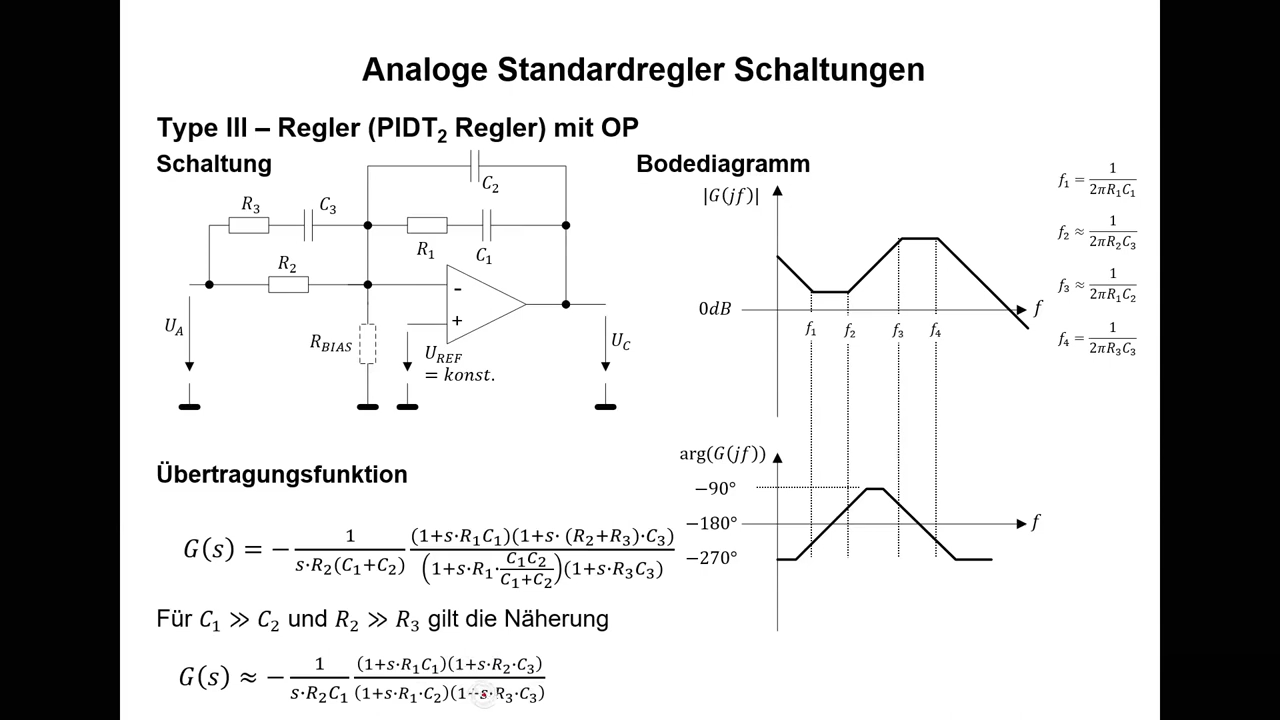 Analoge Standardregler Schaltungen
Type III – Regler (PIDT₂ Regler) mit OP
Schaltung
C₂
R₃
C₃
R₁
C₁
R₂
-
+
U_A
R_BIAS
U_REF
= konst.
U_C
Bodediagramm
|G(jf)|
0dB
f₁ f₂ f₃ f₄
f
f₁ = 1/(2πR₁C₁)
f₂ ≈ 1/(2πR₂C₃)
f₃ ≈ 1/(2πR₁C₂)
f₄ = 1/(2πR₃C₃)
arg(G(jf))
−90°
−180°
f
−270°
Übertragungsfunktion
G(s) = − 1/(s·R₂(C₁+C₂)) (1+s·R₁C₁)(1+s· (R₂+R₃)·C₃)/((1+s·R₁·C₁C₂/(C₁+C₂))(1+s·R₃C₃))
Für C₁ ≫ C₂ und R₂ ≫ R₃ gilt die Näherung
G(s) ≈ − 1/(s·R₂C₁) (1+s·R₁C₁)(1+s·R₂·C₃)/((1+s·R₁·C₂)(1+s·R₃·C₃))